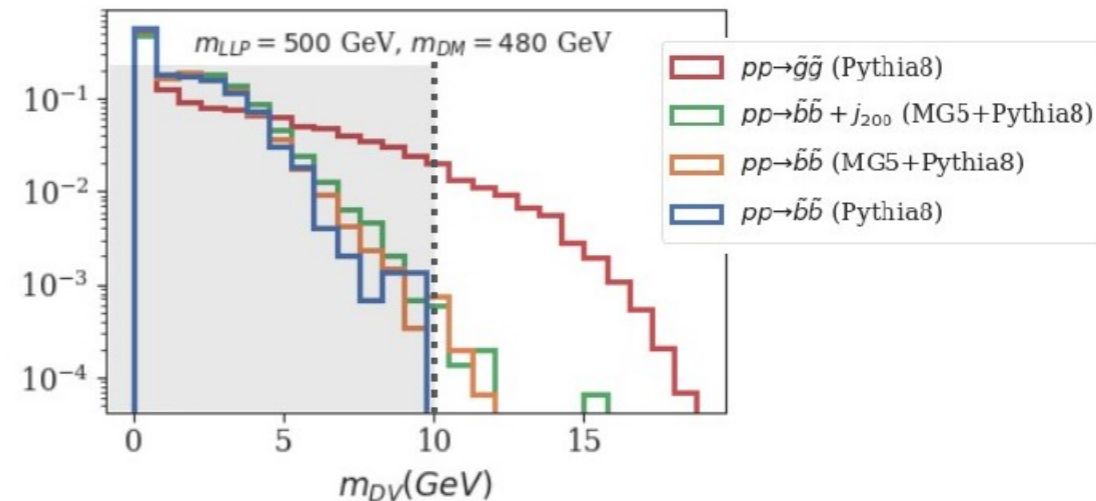 m_LLP = 500 GeV, m_DM = 480 GeV
pp→g̃g̃ (Pythia8)
pp→b̃b̃ + j₂₀₀ (MG5+Pythia8)
pp→b̃b̃ (MG5+Pythia8)
pp→b̃b̃ (Pythia8)
10⁻¹
10⁻²
10⁻³
10⁻⁴
0 5 10 15
m_DV(GeV)